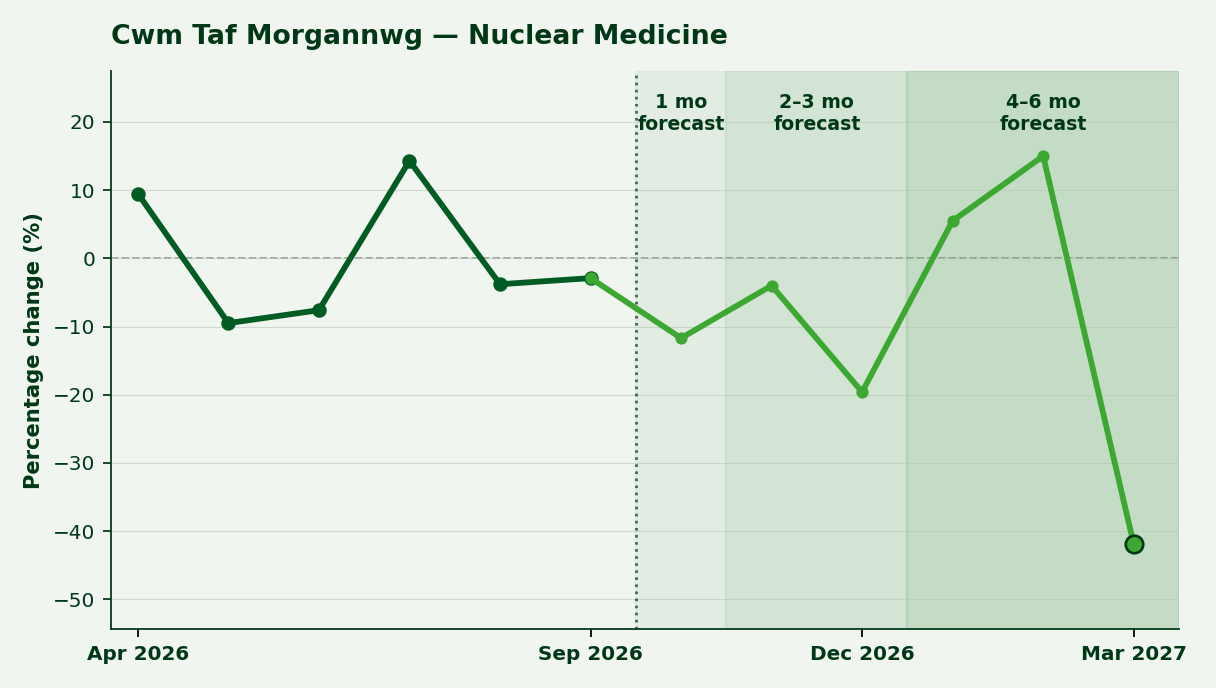 Cwm Taf Morgannwg — Nuclear Medicine
1 mo
forecast
2–3 mo
forecast
4–6 mo
forecast
Percentage change (%)
20
10
0
−10
−20
−30
−40
−50
Apr 2026
Sep 2026
Dec 2026
Mar 2027